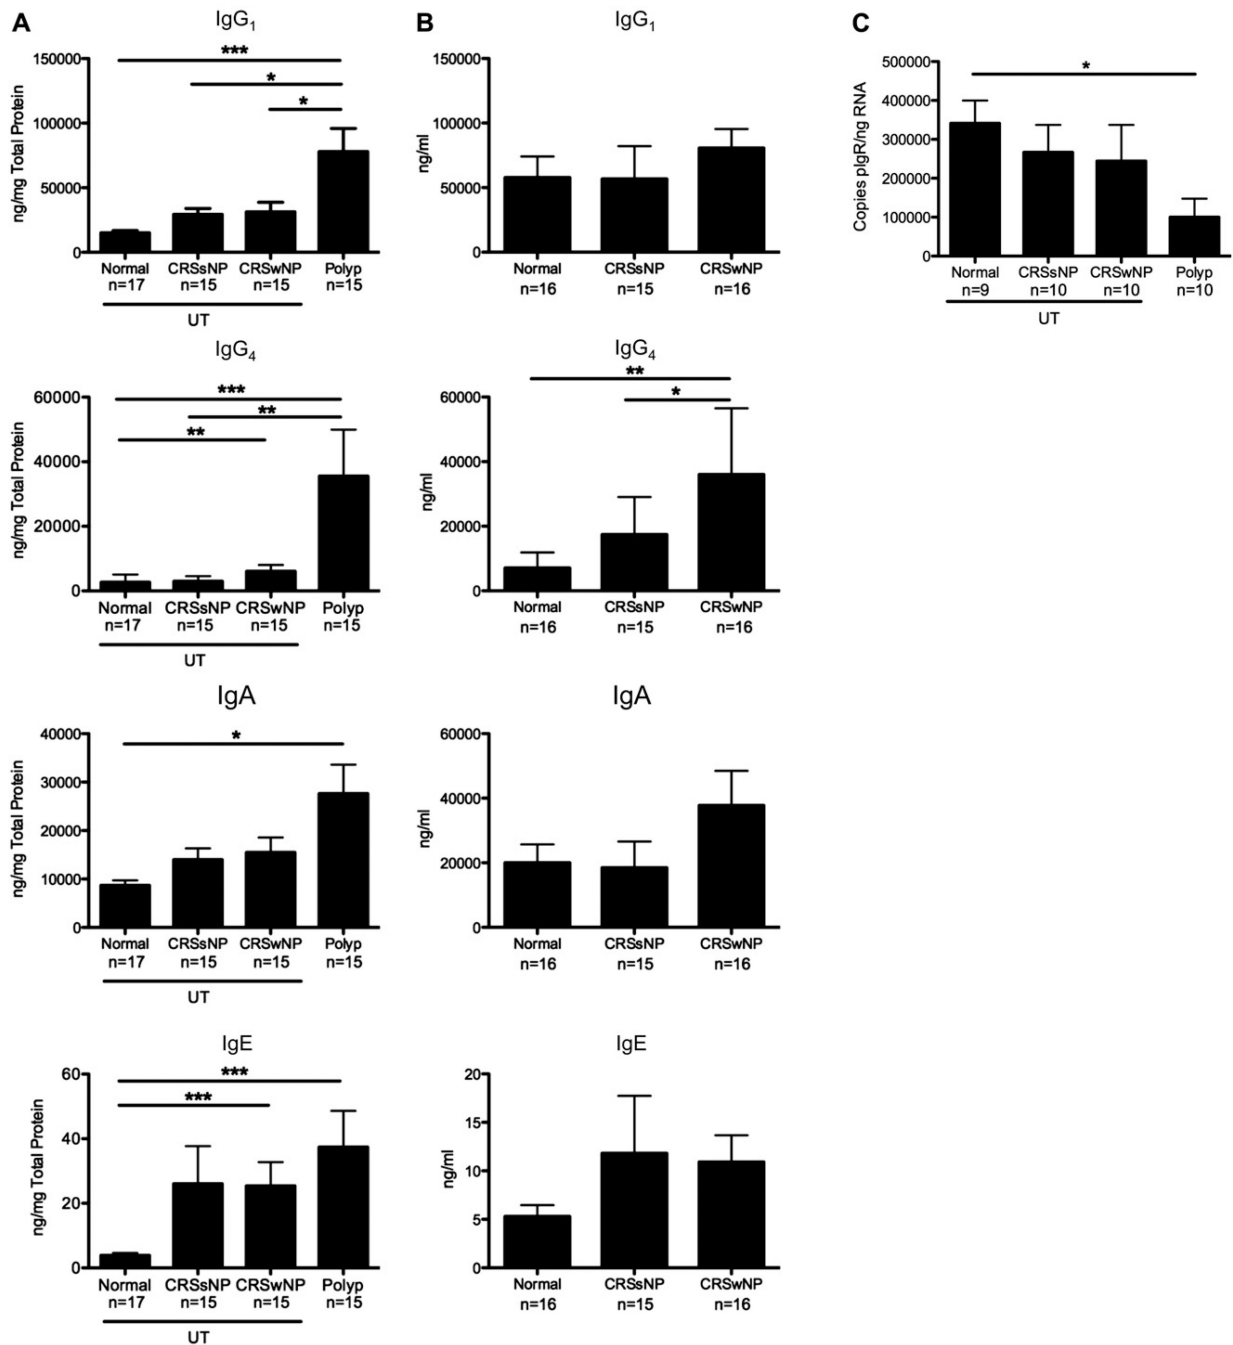 A
IgG1
***
*
*
150000
100000
50000
0
ng/mg Total Protein
Normal CRSsNP CRSwNP Polyp
n=17 n=15 n=15 n=15
UT
IgG4
***
**
**
60000
40000
20000
0
ng/mg Total Protein
Normal CRSsNP CRSwNP Polyp
n=17 n=15 n=15 n=15
UT
IgA
*
40000
30000
20000
10000
0
ng/mg Total Protein
Normal CRSsNP CRSwNP Polyp
n=17 n=15 n=15 n=15
UT
IgE
***
***
60
40
20
0
ng/mg Total Protein
Normal CRSsNP CRSwNP Polyp
n=17 n=15 n=15 n=15
UT
B
IgG1
150000
100000
50000
0
ng/ml
Normal CRSsNP CRSwNP
n=16 n=15 n=16
IgG4
**
*
60000
40000
20000
0
ng/ml
Normal CRSsNP CRSwNP
n=16 n=15 n=16
IgA
60000
40000
20000
0
ng/ml
Normal CRSsNP CRSwNP
n=16 n=15 n=16
IgE
20
15
10
5
0
ng/ml
Normal CRSsNP CRSwNP
n=16 n=15 n=16
C
*
500000
400000
300000
200000
100000
0
Copies pIgR/ng RNA
Normal CRSsNP CRSwNP Polyp
n=9 n=10 n=10 n=10
UT